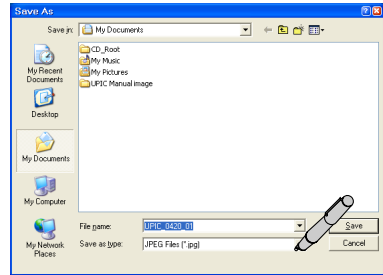 Save As
Save in: My Documents
CD_Root
My Music
My Pictures
UPIC Manual image
My Recent
Documents
Desktop
My Documents
My Computer
My Network
Places
File name: UPIC_0420_01
Save
Save as type: JPEG Files (*.jpg)
Cancel